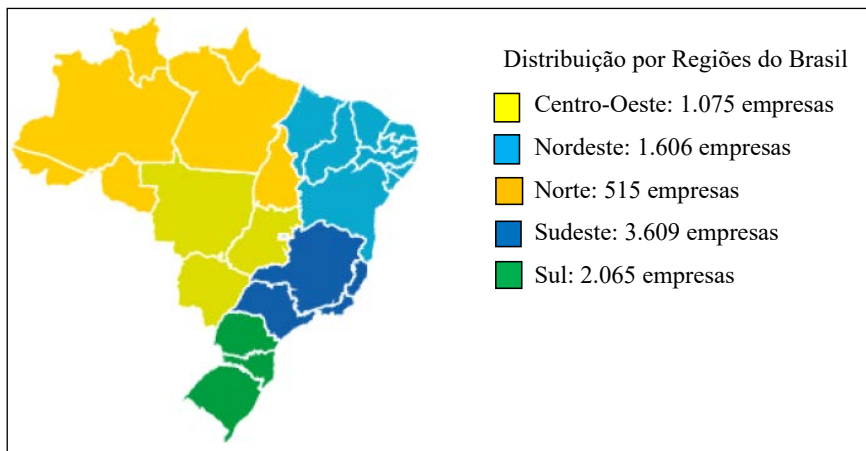 Distribuição por Regiões do Brasil
Centro-Oeste: 1.075 empresas
Nordeste: 1.606 empresas
Norte: 515 empresas
Sudeste: 3.609 empresas
Sul: 2.065 empresas